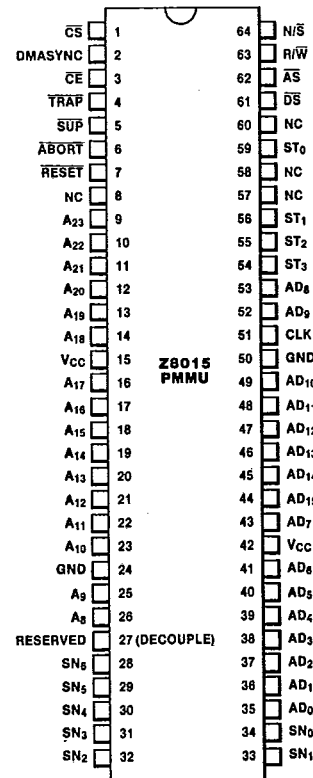 CS 1 64 N/S
DMASYNC 2 63 R/W
CE 3 62 AS
TRAP 4 61 DS
SUP 5 60 NC
ABORT 6 59 ST₀
RESET 7 58 NC
NC 8 57 NC
A₂₃ 9 56 ST₁
A₂₂ 10 55 ST₂
A₂₁ 11 54 ST₃
A₂₀ 12 53 AD₈
A₁₉ 13 52 AD₉
A₁₈ 14 51 CLK
VCC 15 50 GND
Z8015
PMMU
A₁₇ 16 49 AD₁₀
A₁₆ 17 48 AD₁₁
A₁₅ 18 47 AD₁₂
A₁₄ 19 46 AD₁₃
A₁₃ 20 45 AD₁₄
A₁₂ 21 44 AD₁₅
A₁₁ 22 43 AD₇
A₁₀ 23 42 VCC
GND 24 41 AD₆
A₉ 25 40 AD₅
A₈ 26 39 AD₄
RESERVED 27 (DECOUPLE) 38 AD₃
SN₆ 28 37 AD₂
SN₅ 29 36 AD₁
SN₄ 30 35 AD₀
SN₃ 31 34 SN₀
SN₂ 32 33 SN₁